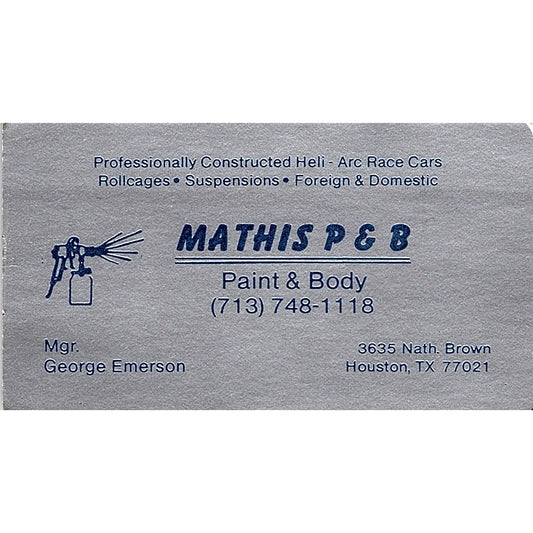 Professionally Constructed Heli - Arc Race Cars
Rollcages • Suspensions • Foreign & Domestic
MATHIS P & B
Paint & Body
(713) 748-1118
Mgr.
George Emerson
3635 Nath. Brown
Houston, TX 77021